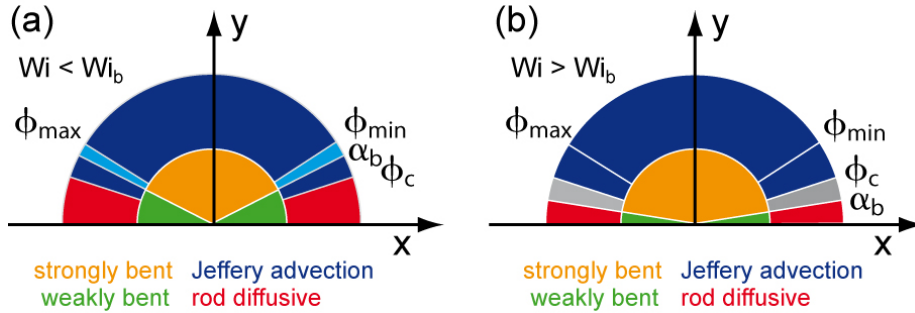 (a)
y
Wi < Wi_b
ϕ_max
ϕ_min
α_b
ϕ_c
x
strongly bent Jeffery advection
weakly bent rod diffusive
(b)
y
Wi > Wi_b
ϕ_max
ϕ_min
ϕ_c
α_b
x
strongly bent Jeffery advection
weakly bent rod diffusive